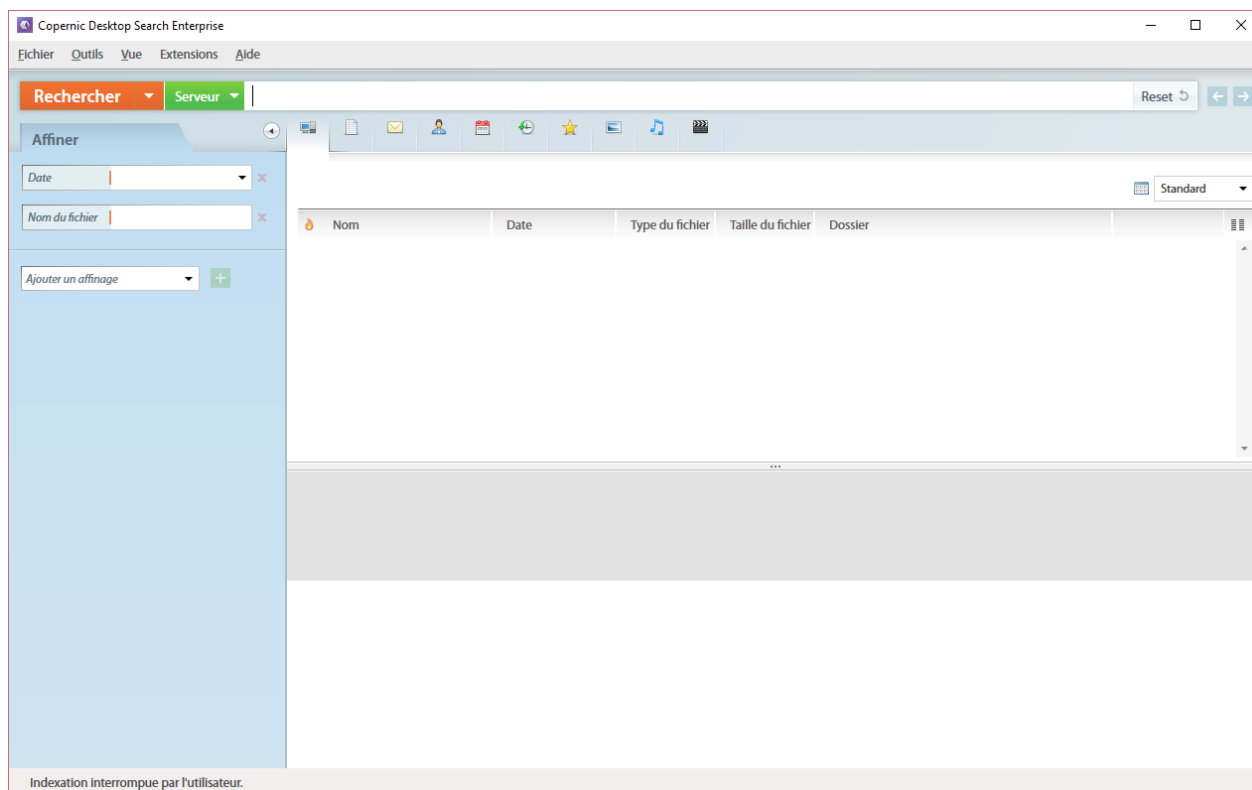 Copernic Desktop Search Enterprise
Fichier Outils Vue Extensions Aide
Rechercher Serveur Reset
Affiner
Date
Standard
Nom du fichier
Nom Date Type du fichier Taille du fichier Dossier
Ajouter un affinage
Indexation interrompue par l'utilisateur.